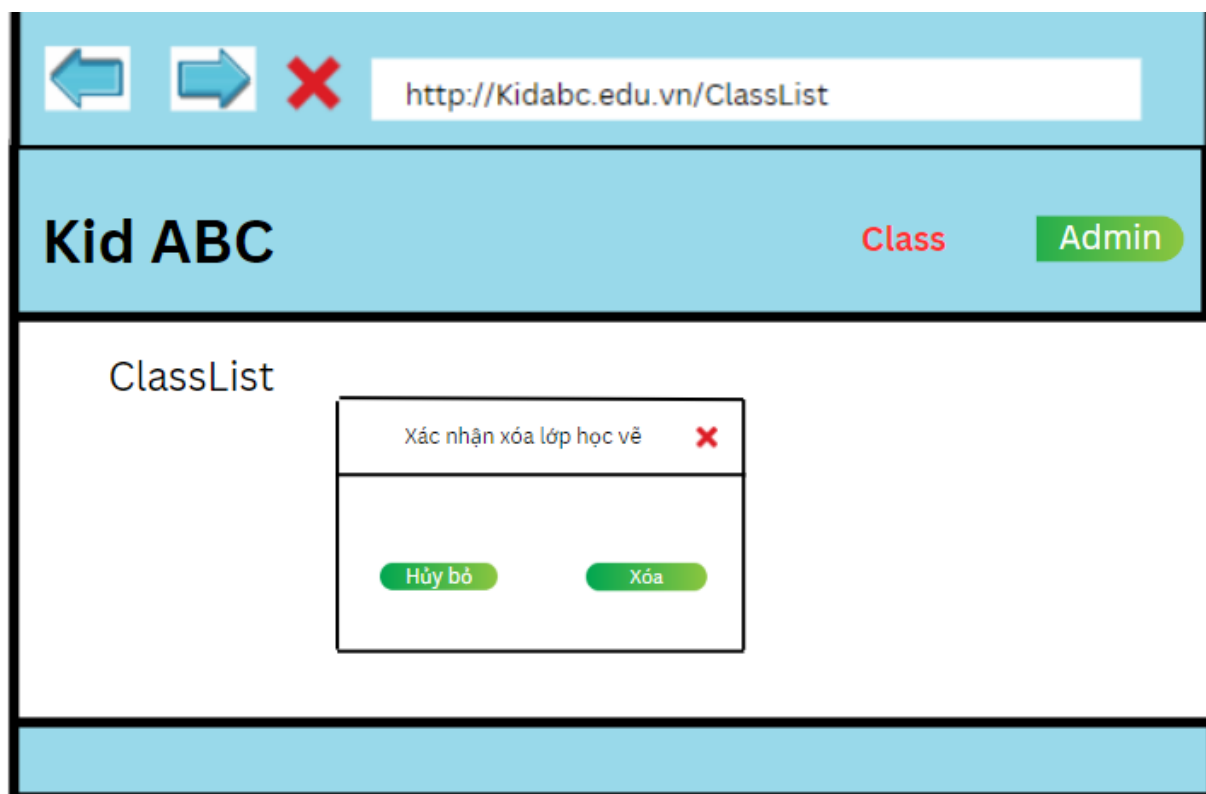 http://Kidabc.edu.vn/ClassList
Kid ABC
Class
Admin
ClassList
Xác nhận xóa lớp học vẽ
Hủy bỏ
Xóa